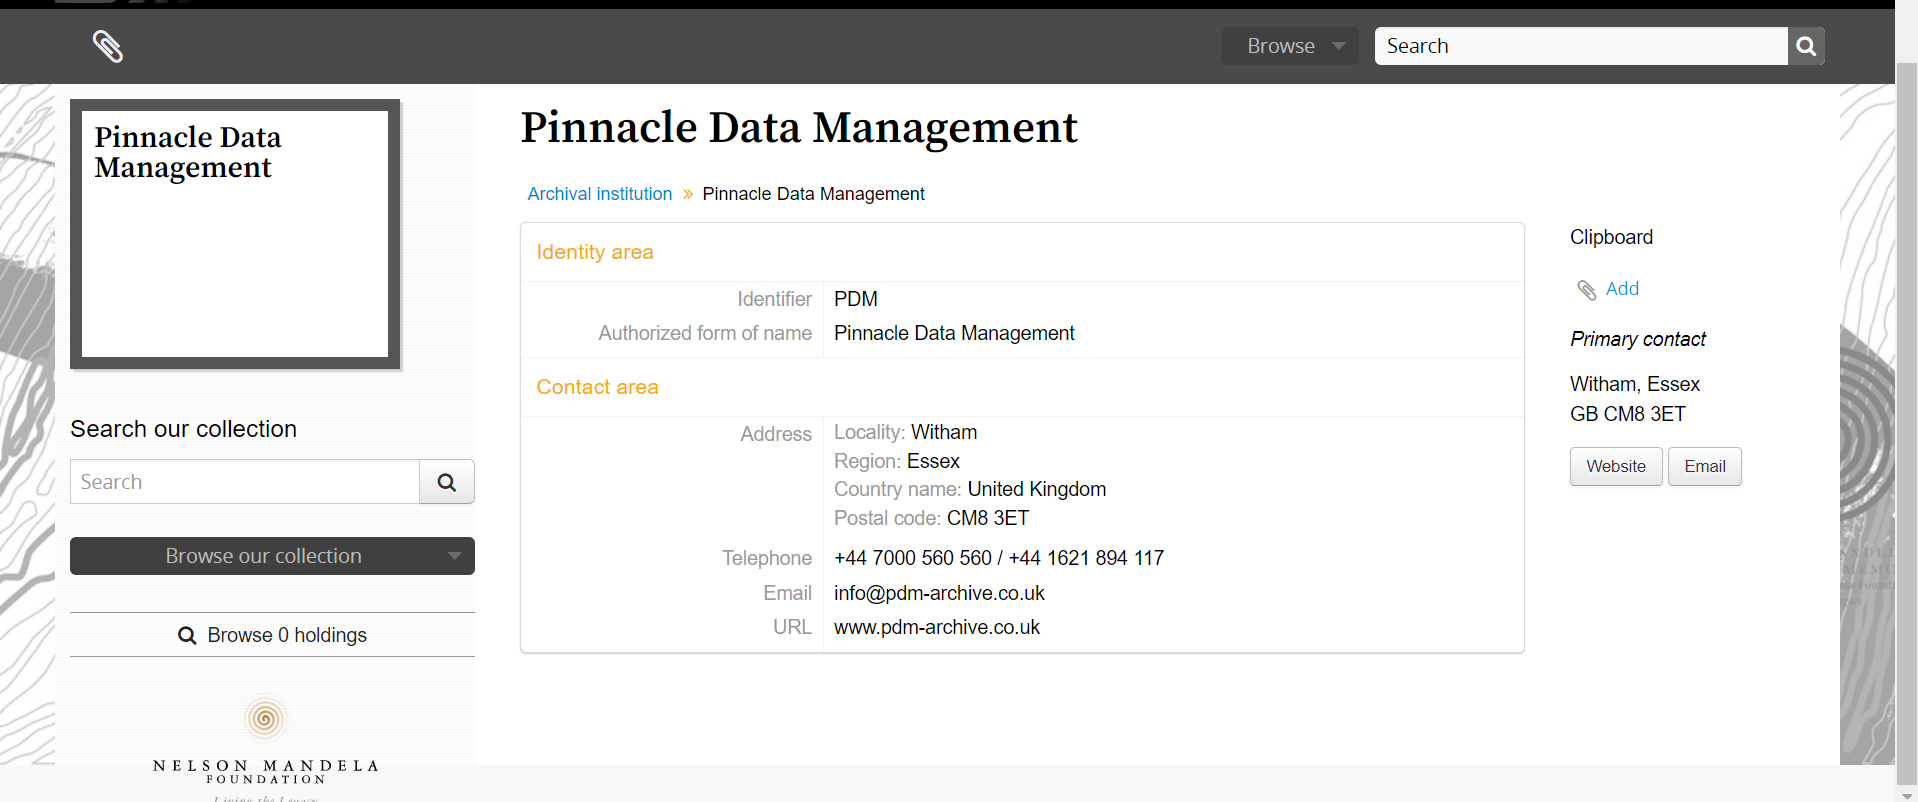 Browse
Search
Pinnacle Data
Management
Search our collection
Search
Browse our collection
Browse 0 holdings
NELSON MANDELA
FOUNDATION
Living the Legacy
Pinnacle Data Management
Archival institution » Pinnacle Data Management
Identity area
Identifier PDM
Authorized form of name Pinnacle Data Management
Contact area
Address Locality: Witham
Region: Essex
Country name: United Kingdom
Postal code: CM8 3ET
Telephone +44 7000 560 560 / +44 1621 894 117
Email info@pdm-archive.co.uk
URL www.pdm-archive.co.uk
Clipboard
Add
Primary contact
Witham, Essex
GB CM8 3ET
Website Email